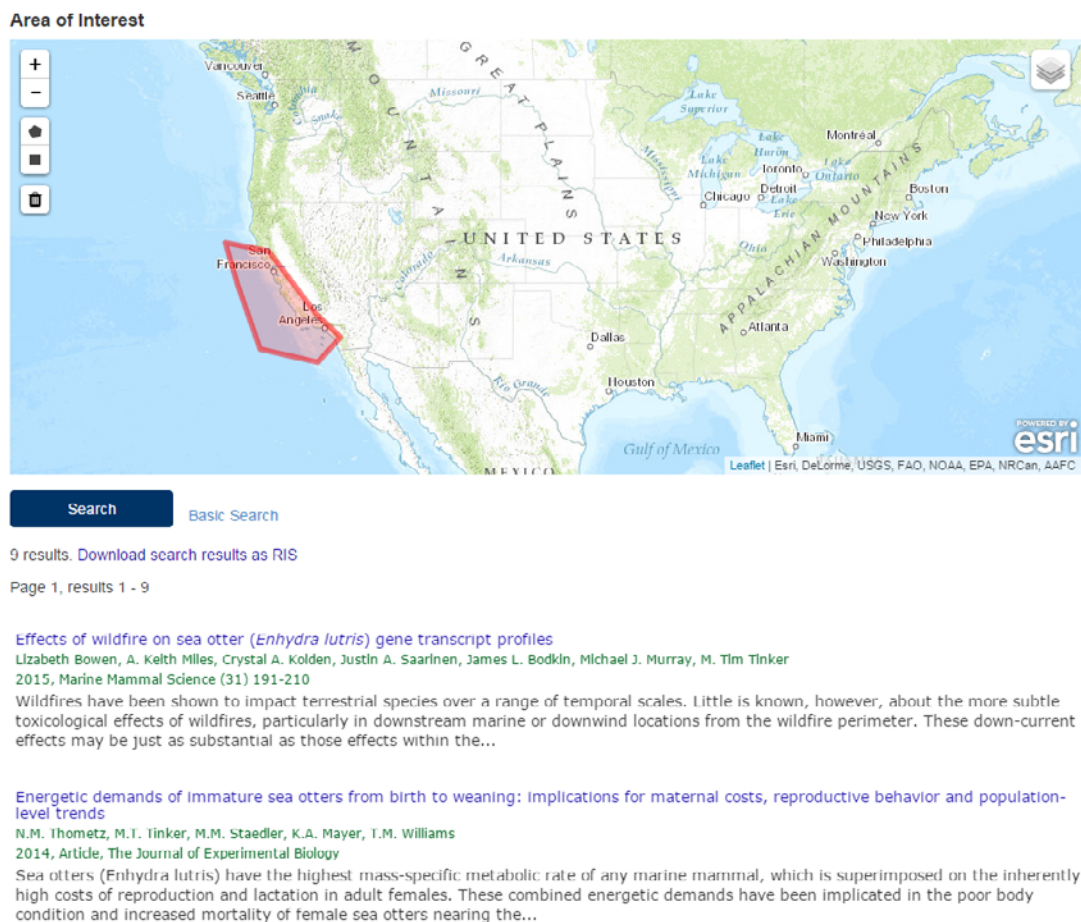 Area of Interest
+
−
Vancouver
Seattle
Columbia
Snake
Missouri
MOUNTAINS
GREAT PLAINS
Lake
Superior
Lake
Michigan
Lake
Huron
Montréal
Toronto
Lake
Ontario
Detroit
Lake
Erie
Chicago
Mississippi
Boston
New York
Philadelphia
Washington
APPALACHIAN MOUNTAINS
UNITED STATES
Ohio
Arkansas
Colorado
San
Francisco
Los
Angeles
Atlanta
Dallas
Houston
Rio Grande
Miami
Gulf of Mexico
MEXICO
POWERED BY
esri
Leaflet | Esri, DeLorme, USGS, FAO, NOAA, EPA, NRCan, AAFC
Search
Basic Search
9 results. Download search results as RIS
Page 1, results 1 - 9
Effects of wildfire on sea otter (Enhydra lutris) gene transcript profiles
Lizabeth Bowen, A. Keith Miles, Crystal A. Kolden, Justin A. Saarinen, James L. Bodkin, Michael J. Murray, M. Tim Tinker
2015, Marine Mammal Science (31) 191-210
Wildfires have been shown to impact terrestrial species over a range of temporal scales. Little is known, however, about the more subtle
toxicological effects of wildfires, particularly in downstream marine or downwind locations from the wildfire perimeter. These down-current
effects may be just as substantial as those effects within the...
Energetic demands of immature sea otters from birth to weaning: implications for maternal costs, reproductive behavior and population-
level trends
N.M. Thometz, M.T. Tinker, M.M. Staedler, K.A. Mayer, T.M. Williams
2014, Article, The Journal of Experimental Biology
Sea otters (Enhydra lutris) have the highest mass-specific metabolic rate of any marine mammal, which is superimposed on the inherently
high costs of reproduction and lactation in adult females. These combined energetic demands have been implicated in the poor body
condition and increased mortality of female sea otters nearing the...